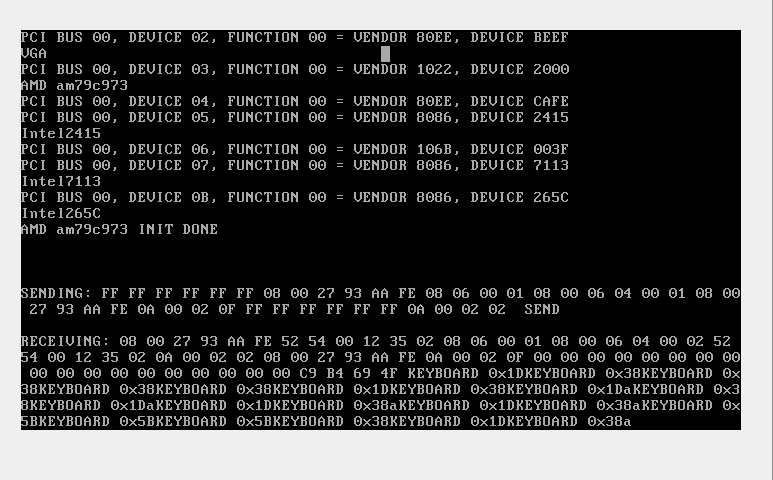 PCI BUS 00, DEVICE 02, FUNCTION 00 = VENDOR 80EE, DEVICE BEEF
VGA
PCI BUS 00, DEVICE 03, FUNCTION 00 = VENDOR 1022, DEVICE 2000
AMD am79c973
PCI BUS 00, DEVICE 04, FUNCTION 00 = VENDOR 80EE, DEVICE CAFE
PCI BUS 00, DEVICE 05, FUNCTION 00 = VENDOR 8086, DEVICE 2415
Intel2415
PCI BUS 00, DEVICE 06, FUNCTION 00 = VENDOR 106B, DEVICE 003F
PCI BUS 00, DEVICE 07, FUNCTION 00 = VENDOR 8086, DEVICE 7113
Intel7113
PCI BUS 00, DEVICE 0B, FUNCTION 00 = VENDOR 8086, DEVICE 265C
Intel265C
AMD am79c973 INIT DONE
SENDING: FF FF FF FF FF FF 08 00 27 93 AA FE 08 06 00 01 08 00 06 04 00 01 08 00
27 93 AA FE 0A 00 02 0F FF FF FF FF FF FF 0A 00 02 02  SEND
RECEIVING: 08 00 27 93 AA FE 52 54 00 12 35 02 08 06 00 01 08 00 06 04 00 02 52
54 00 12 35 02 0A 00 02 02 08 00 27 93 AA FE 0A 00 02 0F 00 00 00 00 00 00 00 00
00 00 00 00 00 00 00 00 00 00 C9 B4 69 4F KEYBOARD 0x1DKEYBOARD 0x38KEYBOARD 0x
38KEYBOARD 0x38KEYBOARD 0x38KEYBOARD 0x1DKEYBOARD 0x38KEYBOARD 0x1DaKEYBOARD 0x3
8KEYBOARD 0x1DaKEYBOARD 0x1DKEYBOARD 0x38aKEYBOARD 0x1DKEYBOARD 0x38aKEYBOARD 0x
5BKEYBOARD 0x5BKEYBOARD 0x5BKEYBOARD 0x38KEYBOARD 0x1DKEYBOARD 0x38a